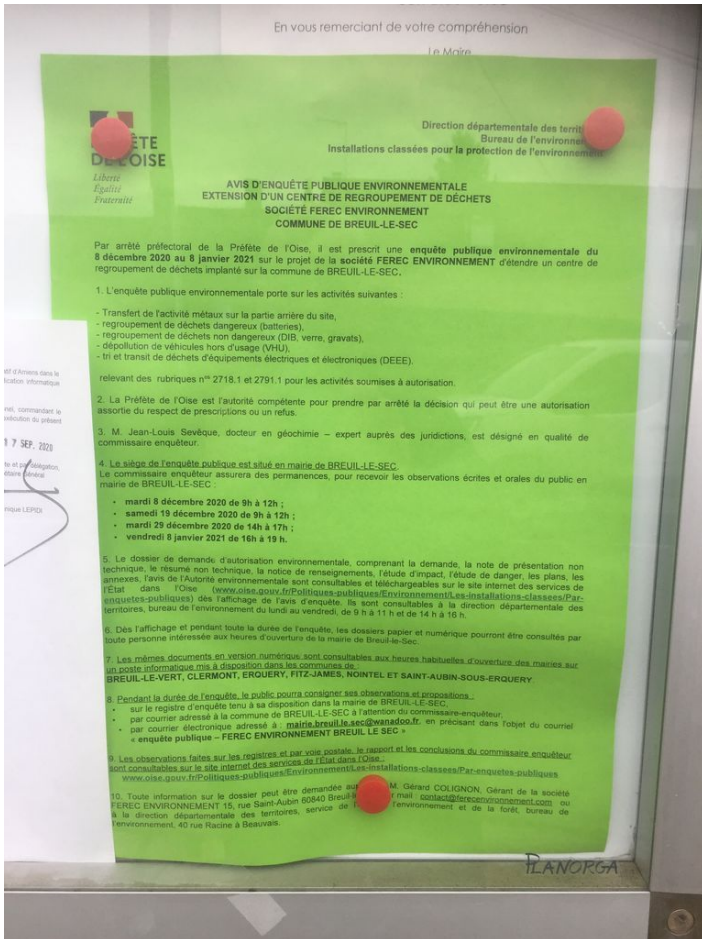 En vous remerciant de votre compréhension
Le Maire
ÈTE
DE L'OISE
Liberté
Égalité
Fraternité
Direction départementale des territ
Bureau de l'environnem
Installations classées pour la protection de l'environnement
AVIS D'ENQUÊTE PUBLIQUE ENVIRONNEMENTALE
EXTENSION D'UN CENTRE DE REGROUPEMENT DE DÉCHETS
SOCIÉTÉ FEREC ENVIRONNEMENT
COMMUNE DE BREUIL-LE-SEC
Par arrêté préfectoral de la Préfète de l'Oise, il est prescrit une enquête publique environnementale du
8 décembre 2020 au 8 janvier 2021 sur le projet de la société FEREC ENVIRONNEMENT d'étendre un centre de
regroupement de déchets implanté sur la commune de BREUIL-LE-SEC.
1. L'enquête publique environnementale porte sur les activités suivantes :
- Transfert de l'activité métaux sur la partie arrière du site,
- regroupement de déchets dangereux (batteries),
- regroupement de déchets non dangereux (DIB, verre, gravats),
- dépollution de véhicules hors d'usage (VHU),
- tri et transit de déchets d'équipements électriques et électroniques (DEEE).
relevant des rubriques nos 2718.1 et 2791.1 pour les activités soumises à autorisation.
2. La Préfète de l'Oise est l'autorité compétente pour prendre par arrêté la décision qui peut être une autorisation
assortie du respect de prescriptions ou un refus.
3. M. Jean-Louis Sevêque, docteur en géochimie – expert auprès des juridictions, est désigné en qualité de
commissaire enquêteur.
4. Le siège de l'enquête publique est situé en mairie de BREUIL-LE-SEC.
Le commissaire enquêteur assurera des permanences, pour recevoir les observations écrites et orales du public en
mairie de BREUIL-LE-SEC :
• mardi 8 décembre 2020 de 9h à 12h ;
• samedi 19 décembre 2020 de 9h à 12h ;
• mardi 29 décembre 2020 de 14h à 17h ;
• vendredi 8 janvier 2021 de 16h à 19 h.
5. Le dossier de demande d'autorisation environnementale, comprenant la demande, la note de présentation non
technique, le résumé non technique, la notice de renseignements, l'étude d'impact, l'étude de danger, les plans, les
annexes, l'avis de l'Autorité environnementale sont consultables et téléchargeables sur le site internet des services de
l'État dans l'Oise (www.oise.gouv.fr/Politiques-publiques/Environnement/Les-installations-classees/Par-
enquetes-publiques) dès l'affichage de l'avis d'enquête. Ils sont consultables à la direction départementale des
territoires, bureau de l'environnement du lundi au vendredi, de 9 h à 11 h et de 14 h à 16 h.
6. Dès l'affichage et pendant toute la durée de l'enquête, les dossiers papier et numérique pourront être consultés par
toute personne intéressée aux heures d'ouverture de la mairie de Breuil-le-Sec.
7. Les mêmes documents en version numérique sont consultables aux heures habituelles d'ouverture des mairies sur
un poste informatique mis à disposition dans les communes de :
BREUIL-LE-VERT, CLERMONT, ERQUERY, FITZ-JAMES, NOINTEL ET SAINT-AUBIN-SOUS-ERQUERY
8. Pendant la durée de l'enquête, le public pourra consigner ses observations et propositions :
• sur le registre d'enquête tenu à sa disposition dans la mairie de BREUIL-LE-SEC,
• par courrier adressé à la commune de BREUIL-LE-SEC à l'attention du commissaire-enquêteur,
• par courrier électronique adressé à : mairie.breuil.le.sec@wanadoo.fr, en précisant dans l'objet du courriel
« enquête publique – FEREC ENVIRONNEMENT BREUIL LE SEC »
9. Les observations faites sur les registres et par voie postale, le rapport et les conclusions du commissaire enquêteur
sont consultables sur le site internet des services de l'État dans l'Oise :
www.oise.gouv.fr/Politiques-publiques/Environnement/Les-installations-classees/Par-enquetes-publiques
10. Toute information sur le dossier peut être demandée au M. Gérard COLIGNON, Gérant de la société
FEREC ENVIRONNEMENT 15, rue Saint-Aubin 60840 Breuil-l mail : contact@ferecenvironnement.com ou
à la direction départementale des territoires, service de l'environnement et de la forêt, bureau de
l'environnement, 40 rue Racine à Beauvais.
d'Amiens dans le
informatique
commandant le
du présent
1 7 SEP. 2020
et par délégation,
Général
LEPIDI
PLANORGA